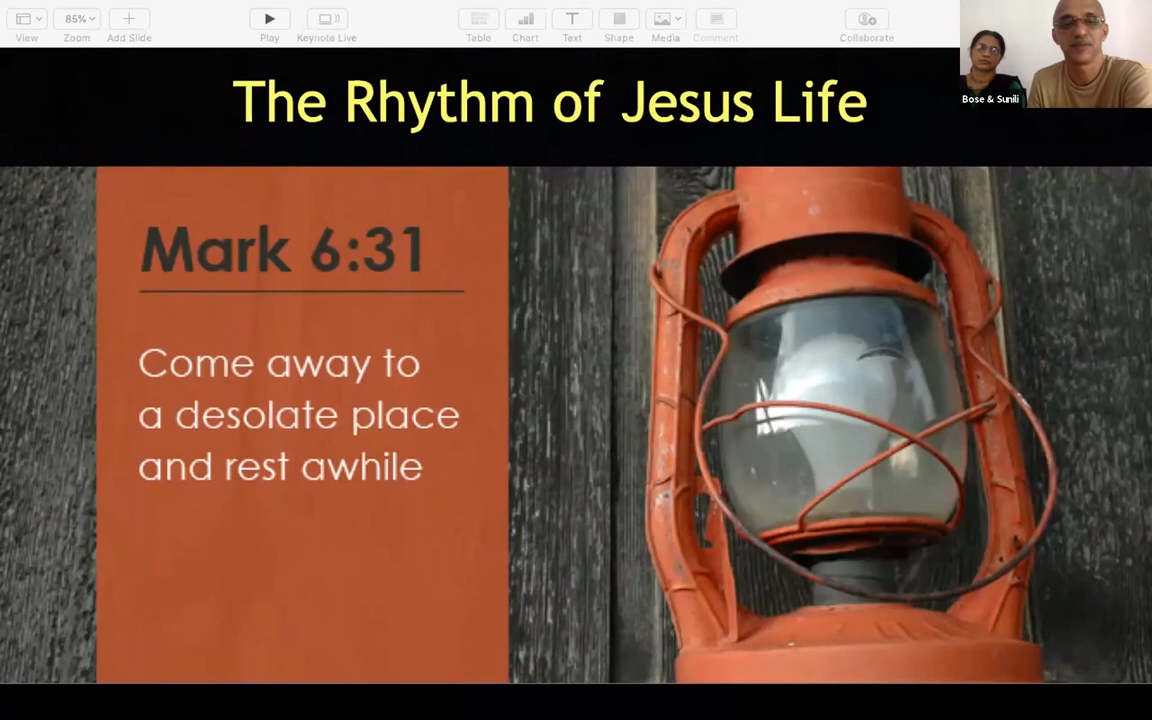 View
Zoom
Add Slide
Play
Keynote Live
Table
Chart
Text
Shape
Media
Comment
Collaborate
85%
Bose & Sunili
The Rhythm of Jesus Life
Mark 6:31
Come away to
a desolate place
and rest awhile